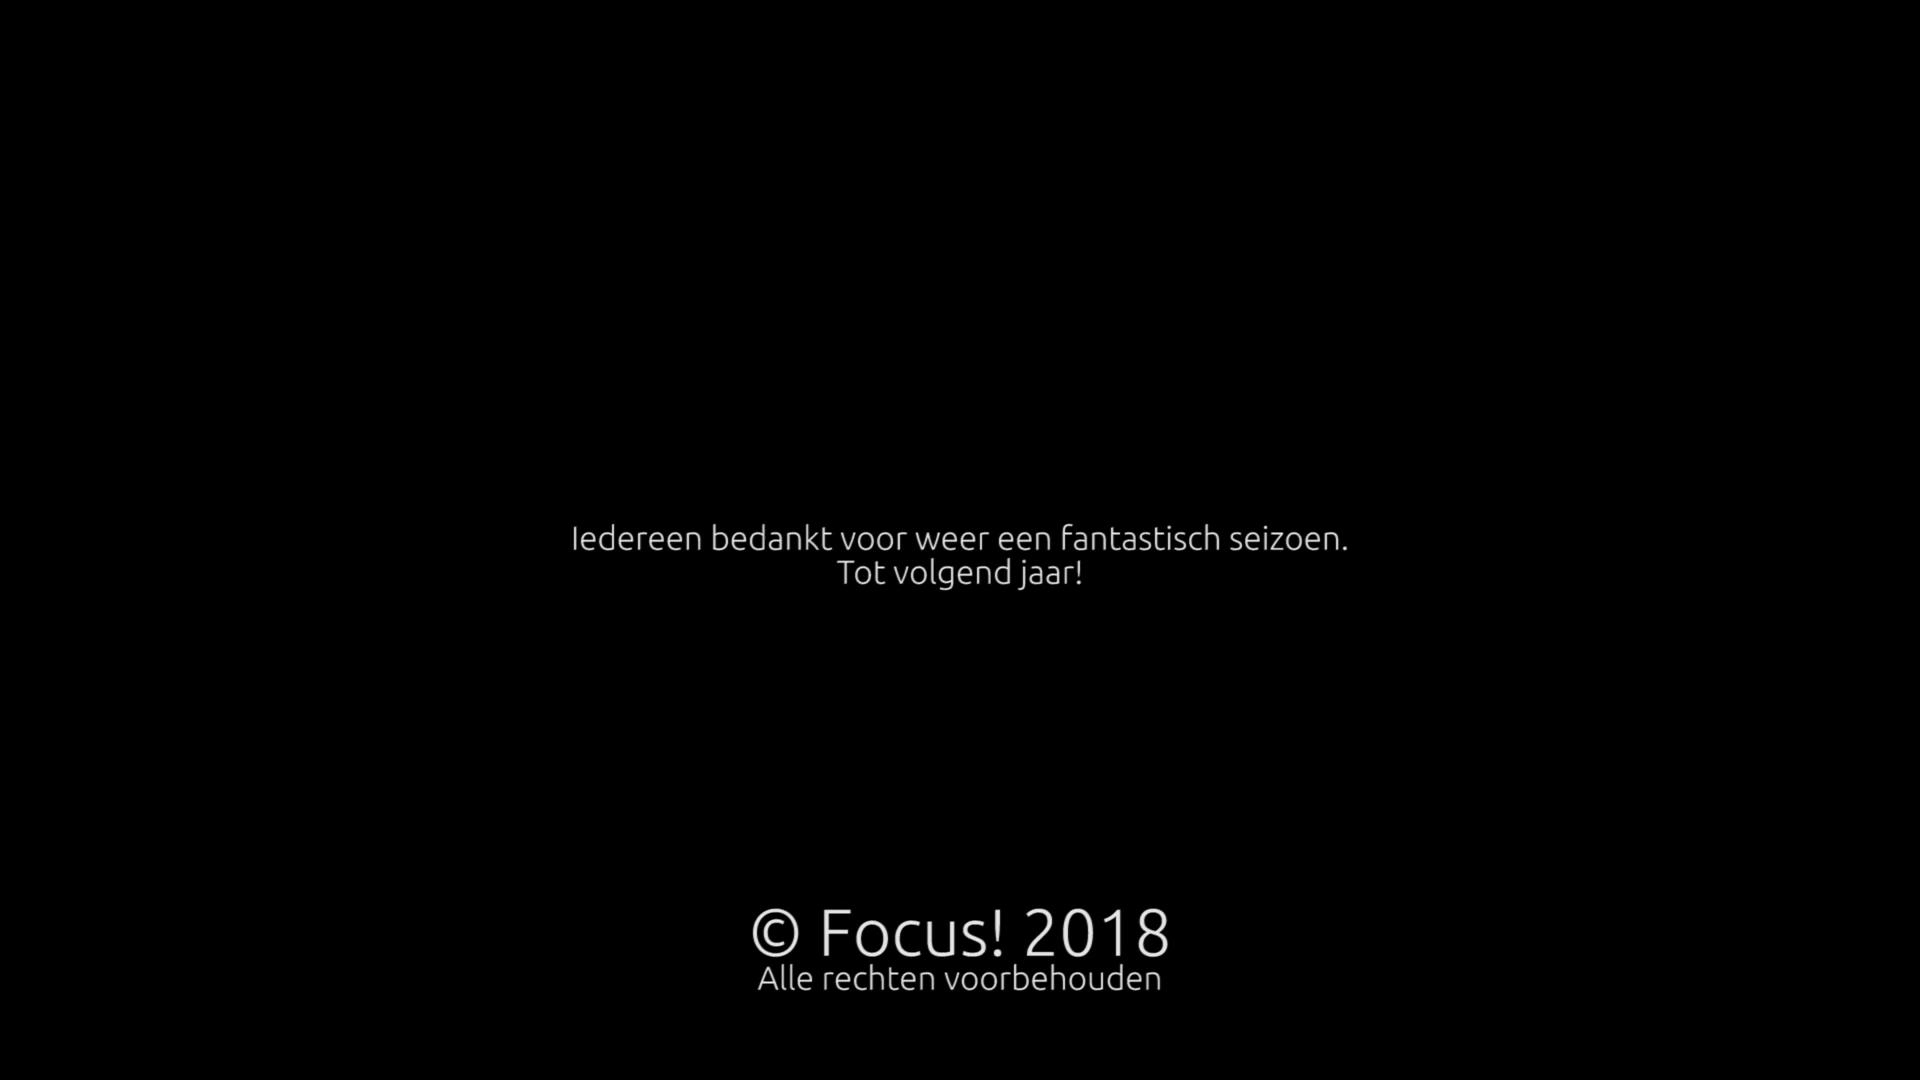 Iedereen bedankt voor weer een fantastisch seizoen.
Tot volgend jaar!
© Focus! 2018
Alle rechten voorbehouden